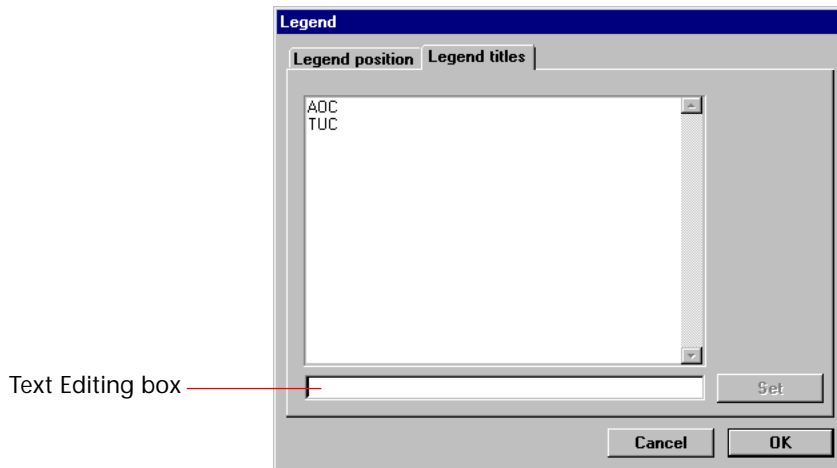 Legend
Legend position Legend titles
AOC
TUC
Text Editing box
Set
Cancel OK